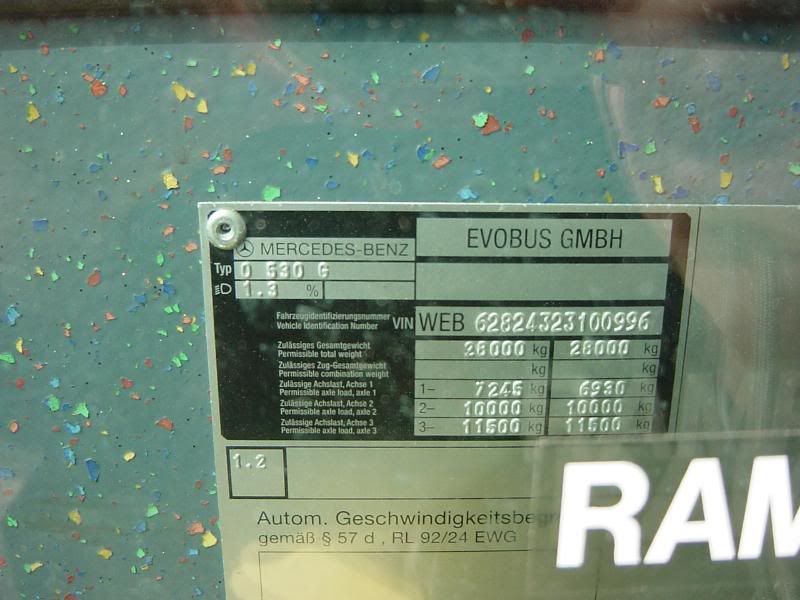 MERCEDES-BENZ EVOBUS GMBH
Typ O 530 G
1.3 %
Fahrzeugidentifizierungsnummer
Vehicle Identification Number VIN WEB 62824323100996
Zulässiges Gesamtgewicht
Permissible total weight 28000 kg 28000 kg
Zulässiges Zug-Gesamtgewicht
Permissible combination weight kg kg
Zulässige Achslast, Achse 1
Permissible axle load, axle 1 1- 7245 kg 6930 kg
Zulässige Achslast, Achse 2
Permissible axle load, axle 2 2- 10000 kg 10000 kg
Zulässige Achslast, Achse 3
Permissible axle load, axle 3 3- 11500 kg 11500 kg
1.2
RAM
Autom. Geschwindigkeitsbegr
gemäß § 57 d , RL 92/24 EWG